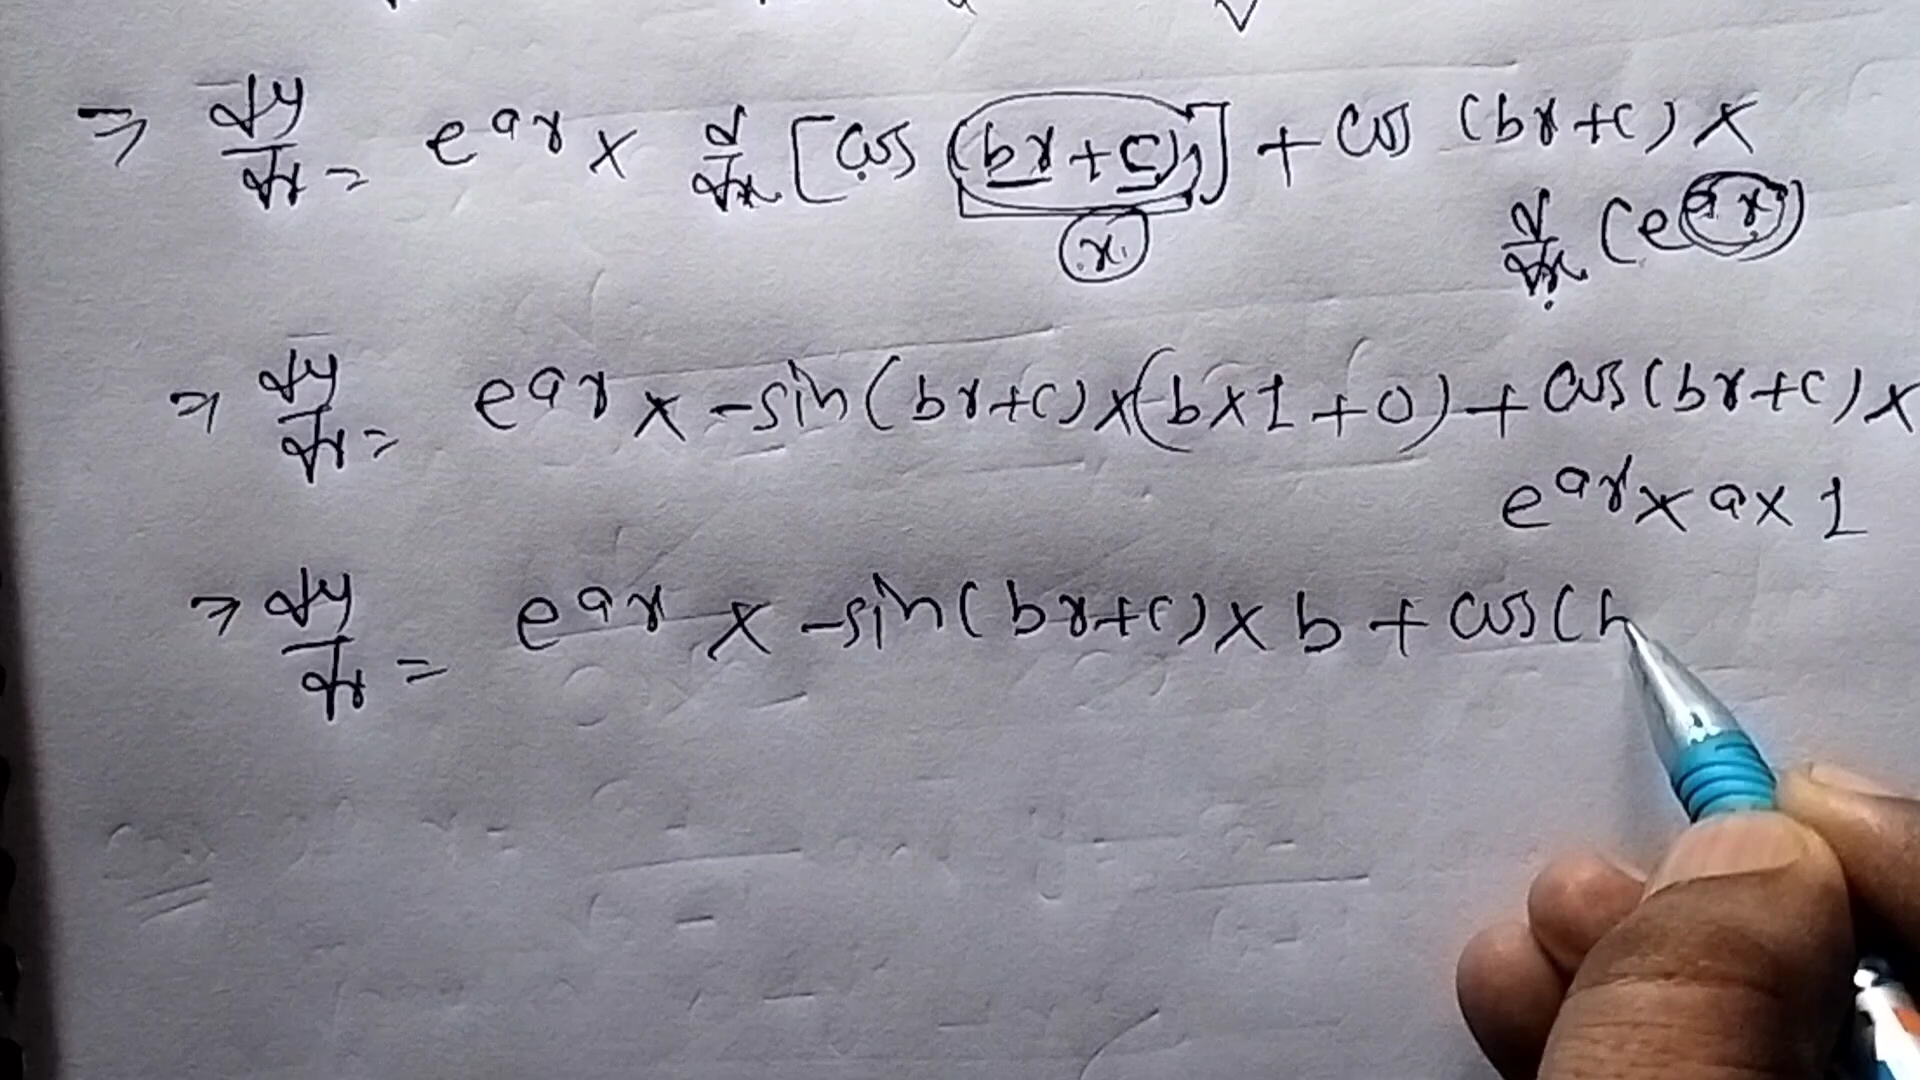 ⇒ dy/dx = e^ax × d/dx [cos (bx+c)] + cos (bx+c) ×
x
d/dx (e^ax)
⇒ dy/dx = e^ax × -sin(bx+c) × (b×1+0) + cos(bx+c) ×
e^ax × a × 1
⇒ dy/dx = e^ax × -sin(bx+c) × b + cos(b